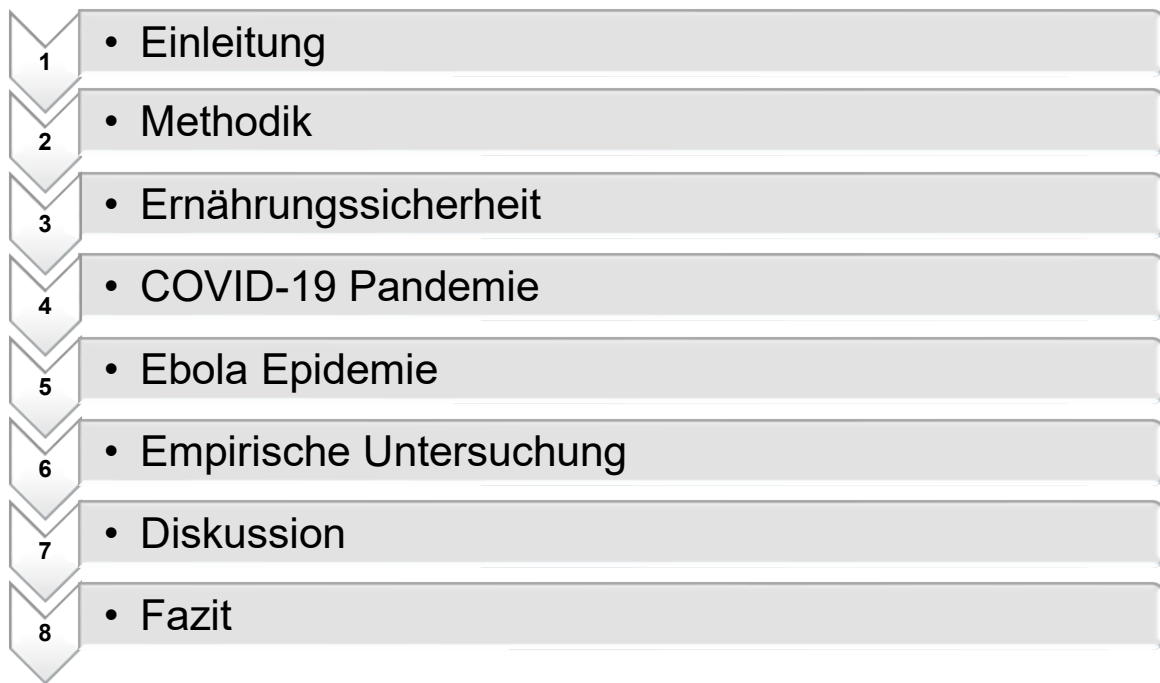 1 • Einleitung
2 • Methodik
3 • Ernährungssicherheit
4 • COVID-19 Pandemie
5 • Ebola Epidemie
6 • Empirische Untersuchung
7 • Diskussion
8 • Fazit